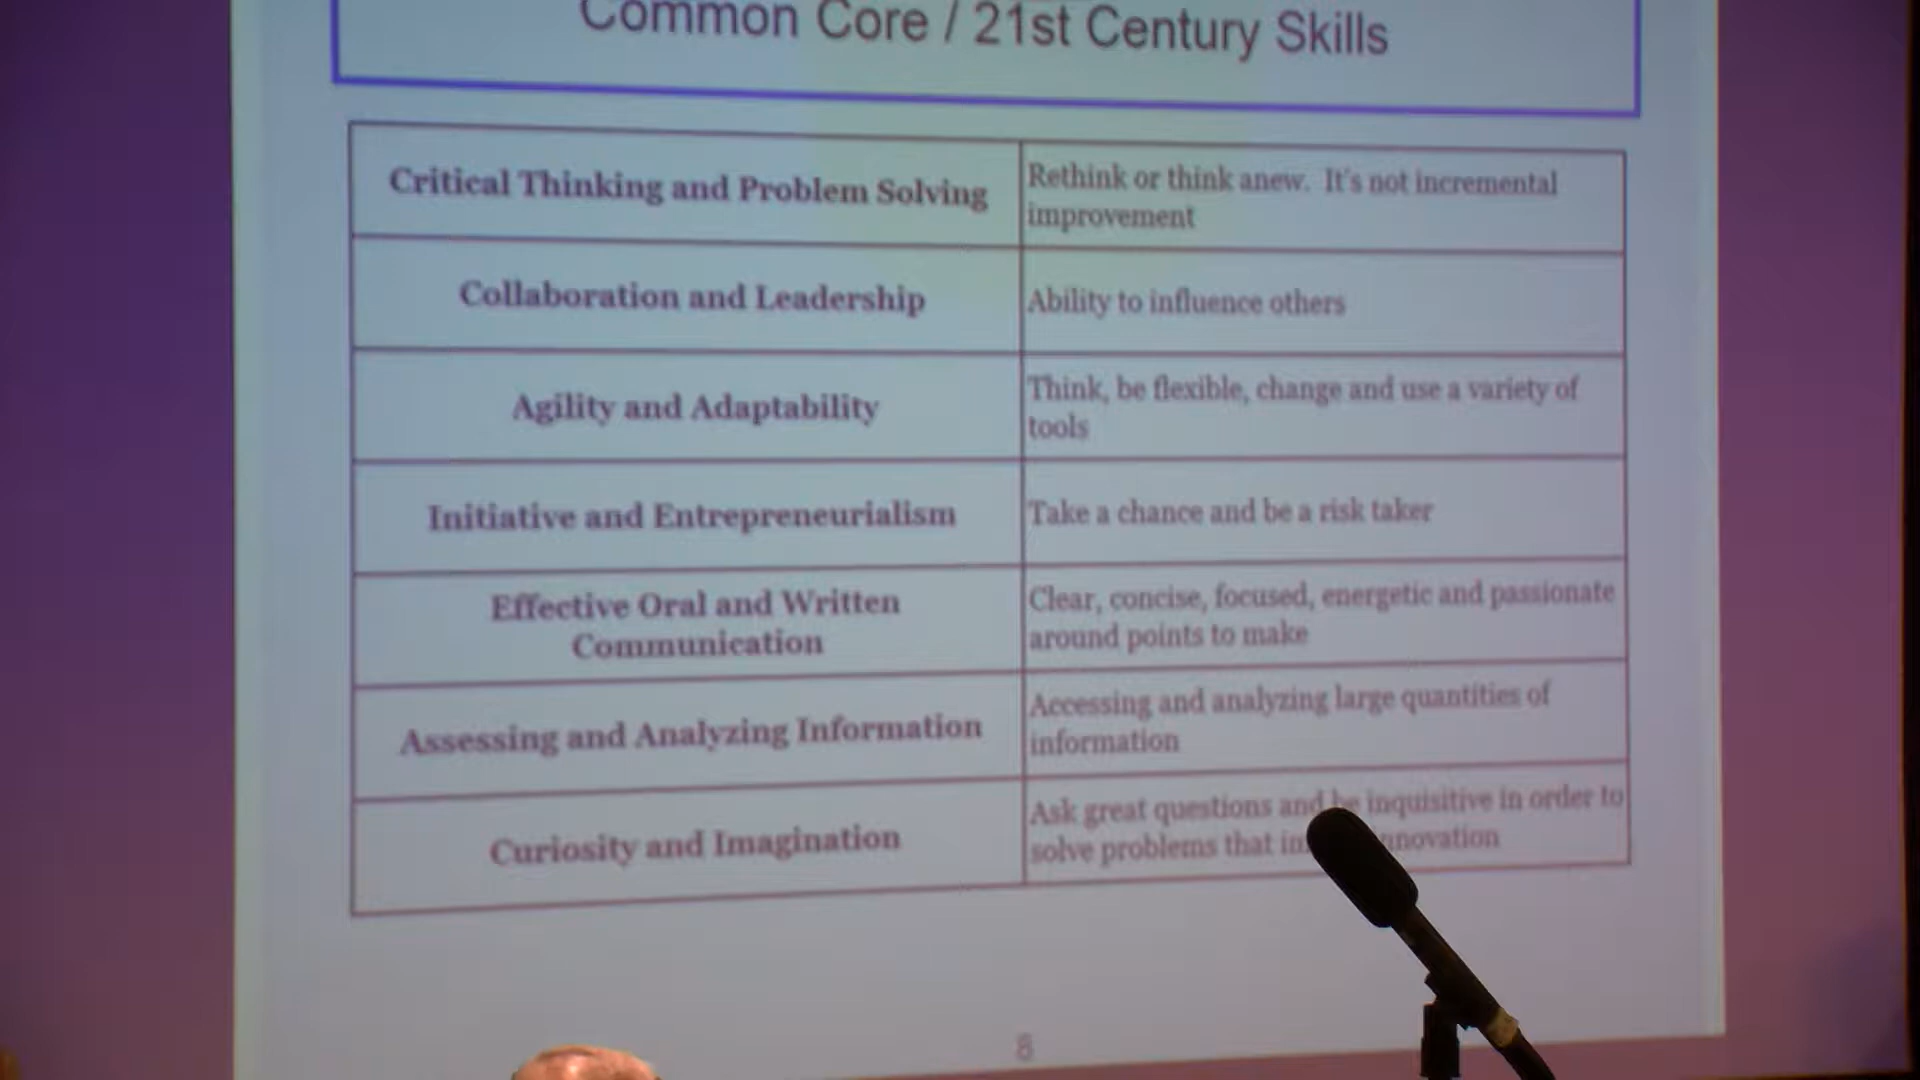 Common Core / 21st Century Skills
Critical Thinking and Problem Solving
Rethink or think anew. It's not incremental
improvement
Collaboration and Leadership
Ability to influence others
Agility and Adaptability
Think, be flexible, change and use a variety of
tools
Initiative and Entrepreneurialism
Take a chance and be a risk taker
Effective Oral and Written
Communication
Clear, concise, focused, energetic and passionate
around points to make
Assessing and Analyzing Information
Accessing and analyzing large quantities of
information
Curiosity and Imagination
Ask great questions and be inquisitive in order to
solve problems that